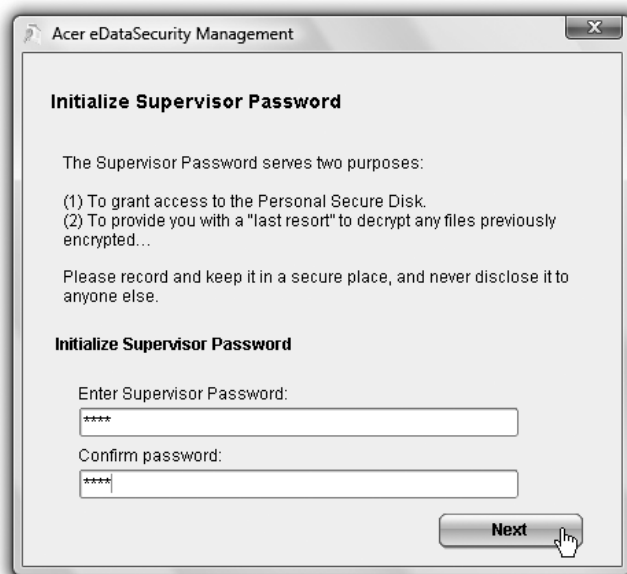 Acer eDataSecurity Management
Initialize Supervisor Password
The Supervisor Password serves two purposes:
(1) To grant access to the Personal Secure Disk.
(2) To provide you with a "last resort" to decrypt any files previously
encrypted...
Please record and keep it in a secure place, and never disclose it to
anyone else.
Initialize Supervisor Password
Enter Supervisor Password:
****
Confirm password:
****
Next